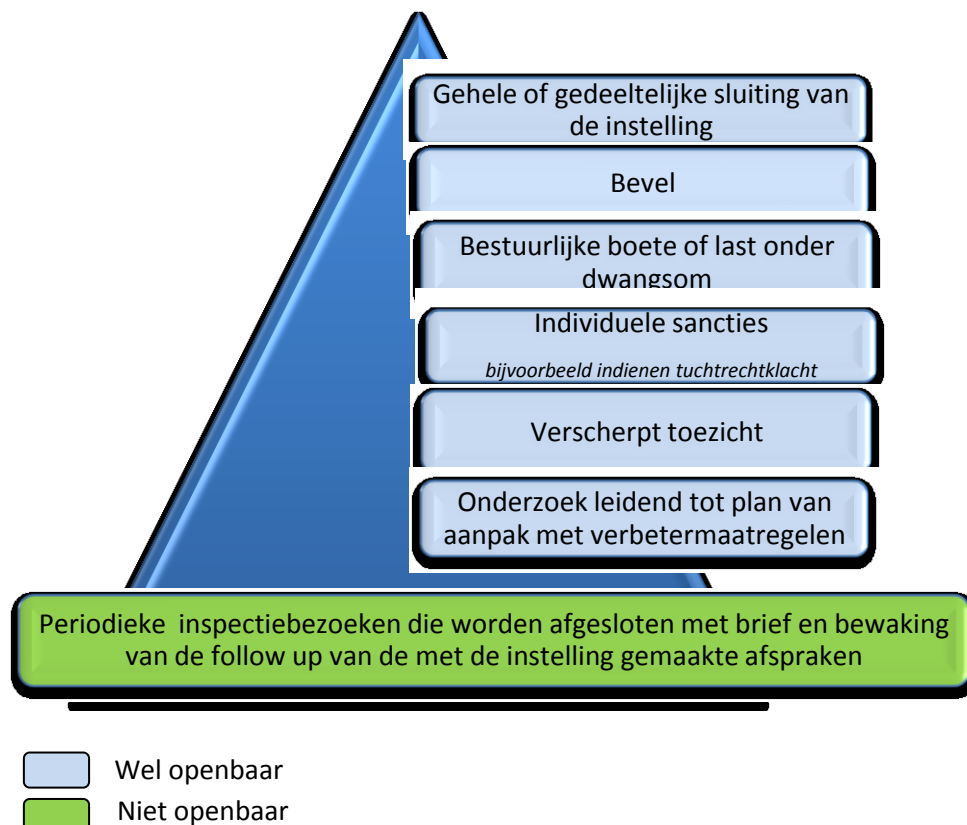 Gehele of gedeeltelijke sluiting van
de instelling
Bevel
Bestuurlijke boete of last onder
dwangsom
Individuele sancties
bijvoorbeeld indienen tuchtrechtklacht
Verscherpt toezicht
Onderzoek leidend tot plan van
aanpak met verbetermaatregelen
Periodieke inspectiebezoeken die worden afgesloten met brief en bewaking
van de follow up van de met de instelling gemaakte afspraken
Wel openbaar
Niet openbaar